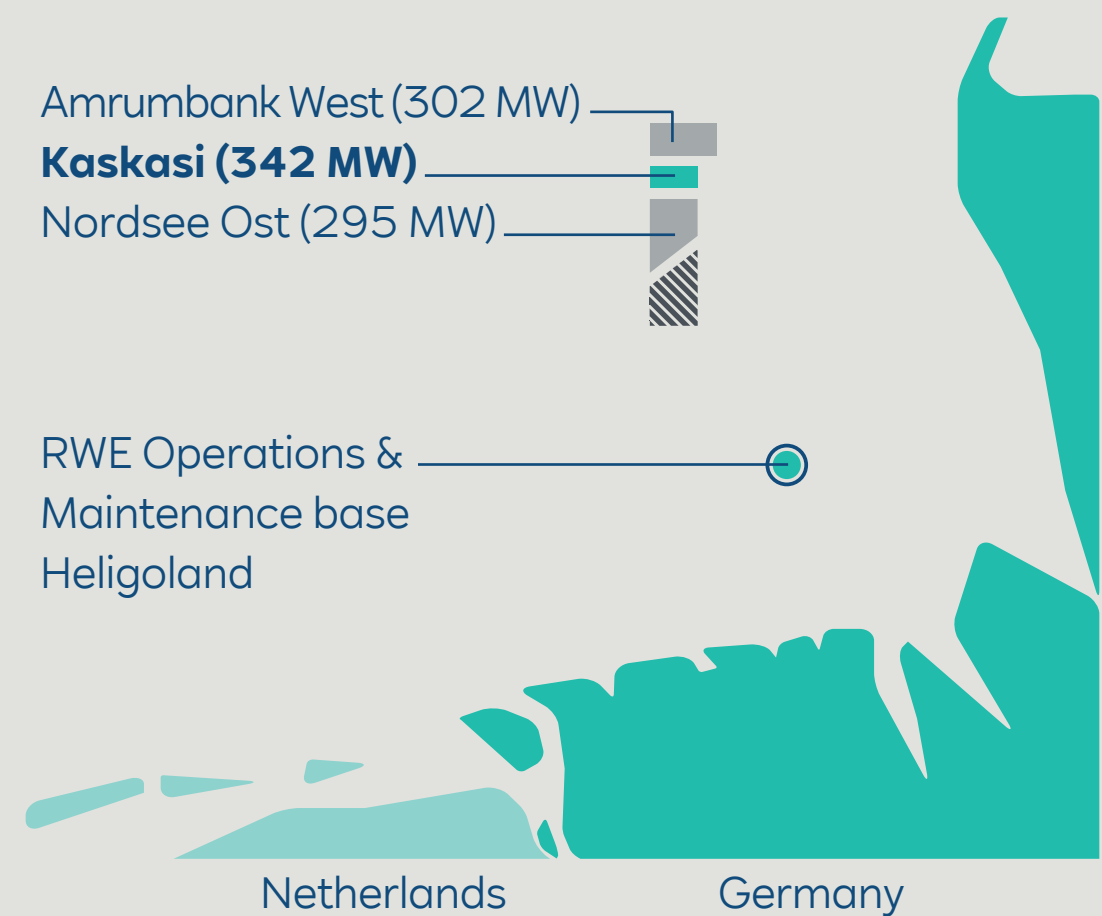 Amrumbank West (302 MW)
Kaskasi (342 MW)
Nordsee Ost (295 MW)
RWE Operations &
Maintenance base
Heligoland
Netherlands
Germany